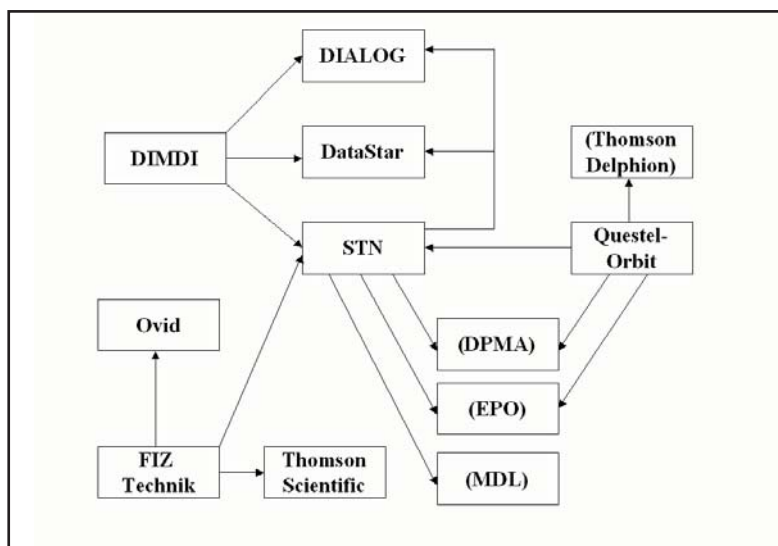 DIALOG
DIMDI
DataStar
(Thomson
Delphion)
STN
Questel-
Orbit
Ovid
(DPMA)
(EPO)
FIZ
Technik
Thomson
Scientific
(MDL)